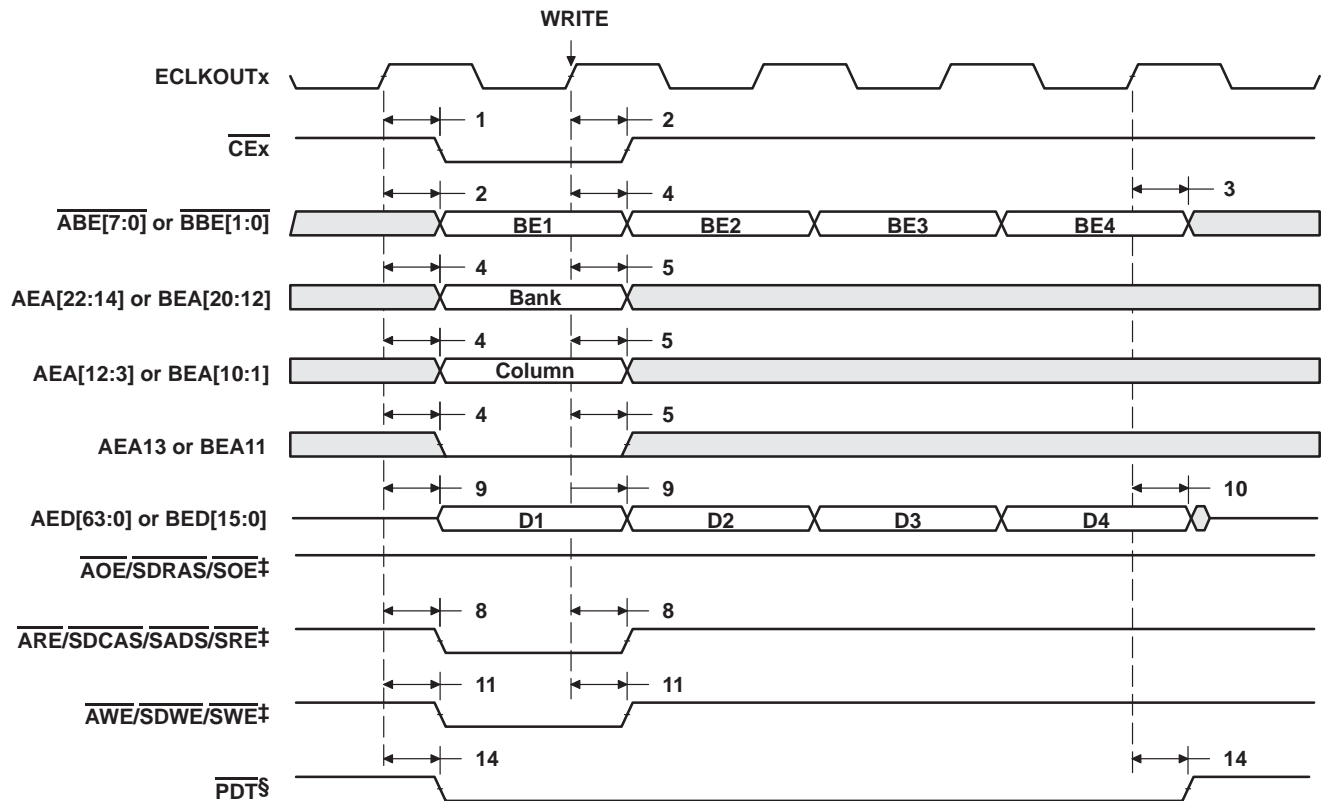 WRITE
ECLKOUTx
1 2
CEx
2 4 3
ABE[7:0] or BBE[1:0] BE1 BE2 BE3 BE4
4 5
AEA[22:14] or BEA[20:12] Bank
4 5
AEA[12:3] or BEA[10:1] Column
4 5
AEA13 or BEA11
9 9 10
AED[63:0] or BED[15:0] D1 D2 D3 D4
AOE/SDRAS/SOE‡
8 8
ARE/SDCAS/SADS/SRE‡
11 11
AWE/SDWE/SWE‡
14 14
PDT§